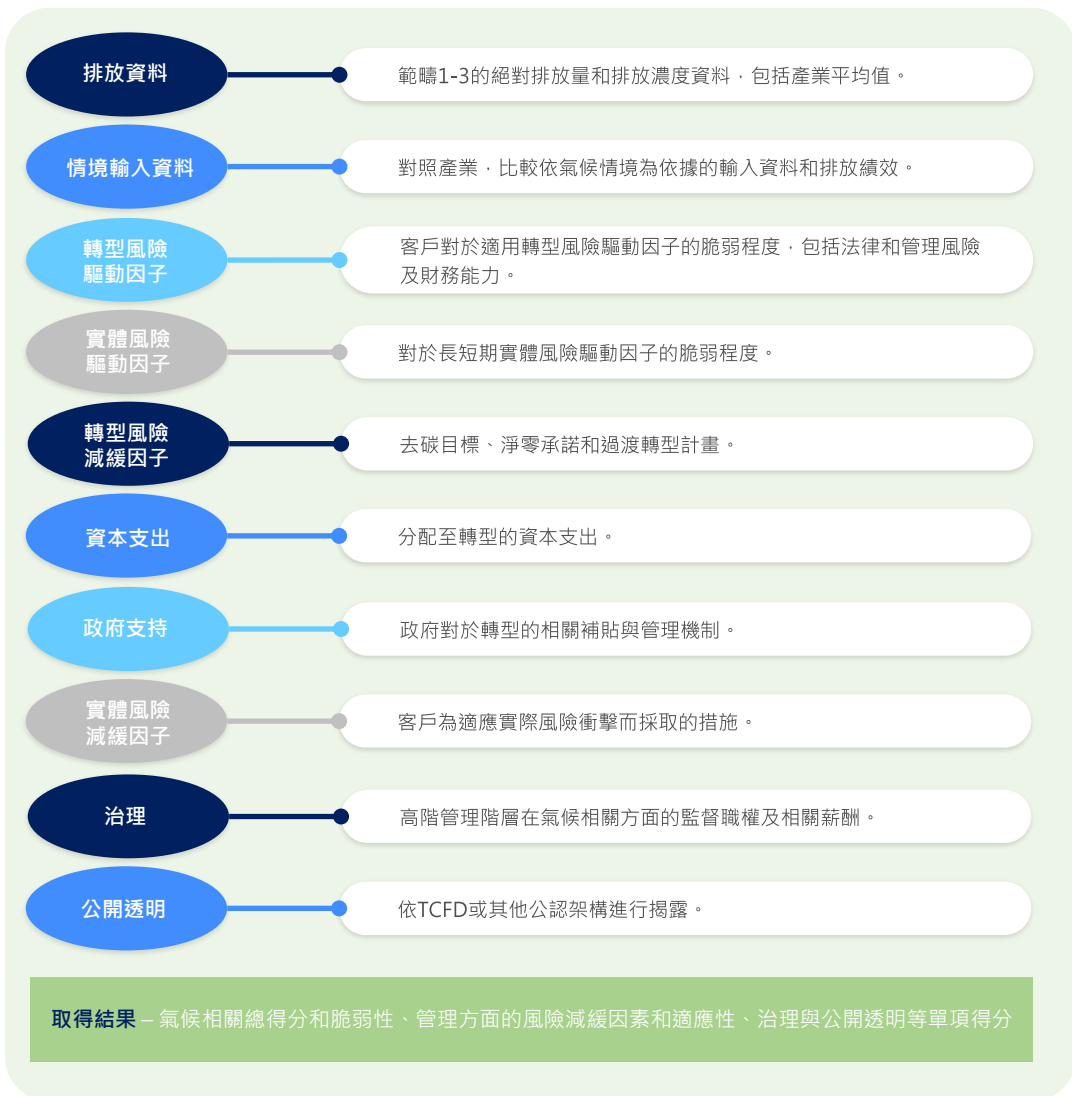 排放資料
範疇1-3的絕對排放量和排放濃度資料，包括產業平均值。
情境輸入資料
對照產業，比較依氣候情境為依據的輸入資料和排放績效。
轉型風險
驅動因子
客戶對於適用轉型風險驅動因子的脆弱程度，包括法律和管理風險
及財務能力。
實體風險
驅動因子
對於長短期實體風險驅動因子的脆弱程度。
轉型風險
減緩因子
去碳目標、淨零承諾和過渡轉型計畫。
資本支出
分配至轉型的資本支出。
政府支持
政府對於轉型的相關補貼與管理機制。
實體風險
減緩因子
客戶為適應實際風險衝擊而採取的措施。
治理
高階管理階層在氣候相關方面的監督職權及相關薪酬。
公開透明
依TCFD或其他公認架構進行揭露。
取得結果 – 氣候相關總得分和脆弱性、管理方面的風險減緩因素和適應性、治理與公開透明等單項得分